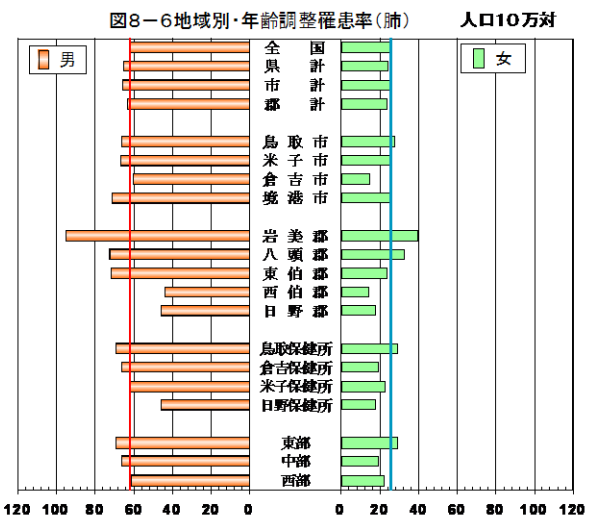 図8－6地域別・年齢調整罹患率(肺) 人口10万対
男
女
全国
県計
市計
郡計
鳥取市
米子市
倉吉市
境港市
岩美郡
八頭郡
東伯郡
西伯郡
日野郡
鳥取保健所
倉吉保健所
米子保健所
日野保健所
東部
中部
西部
120 100 80 60 40 20 0 0 20 40 60 80 100 120